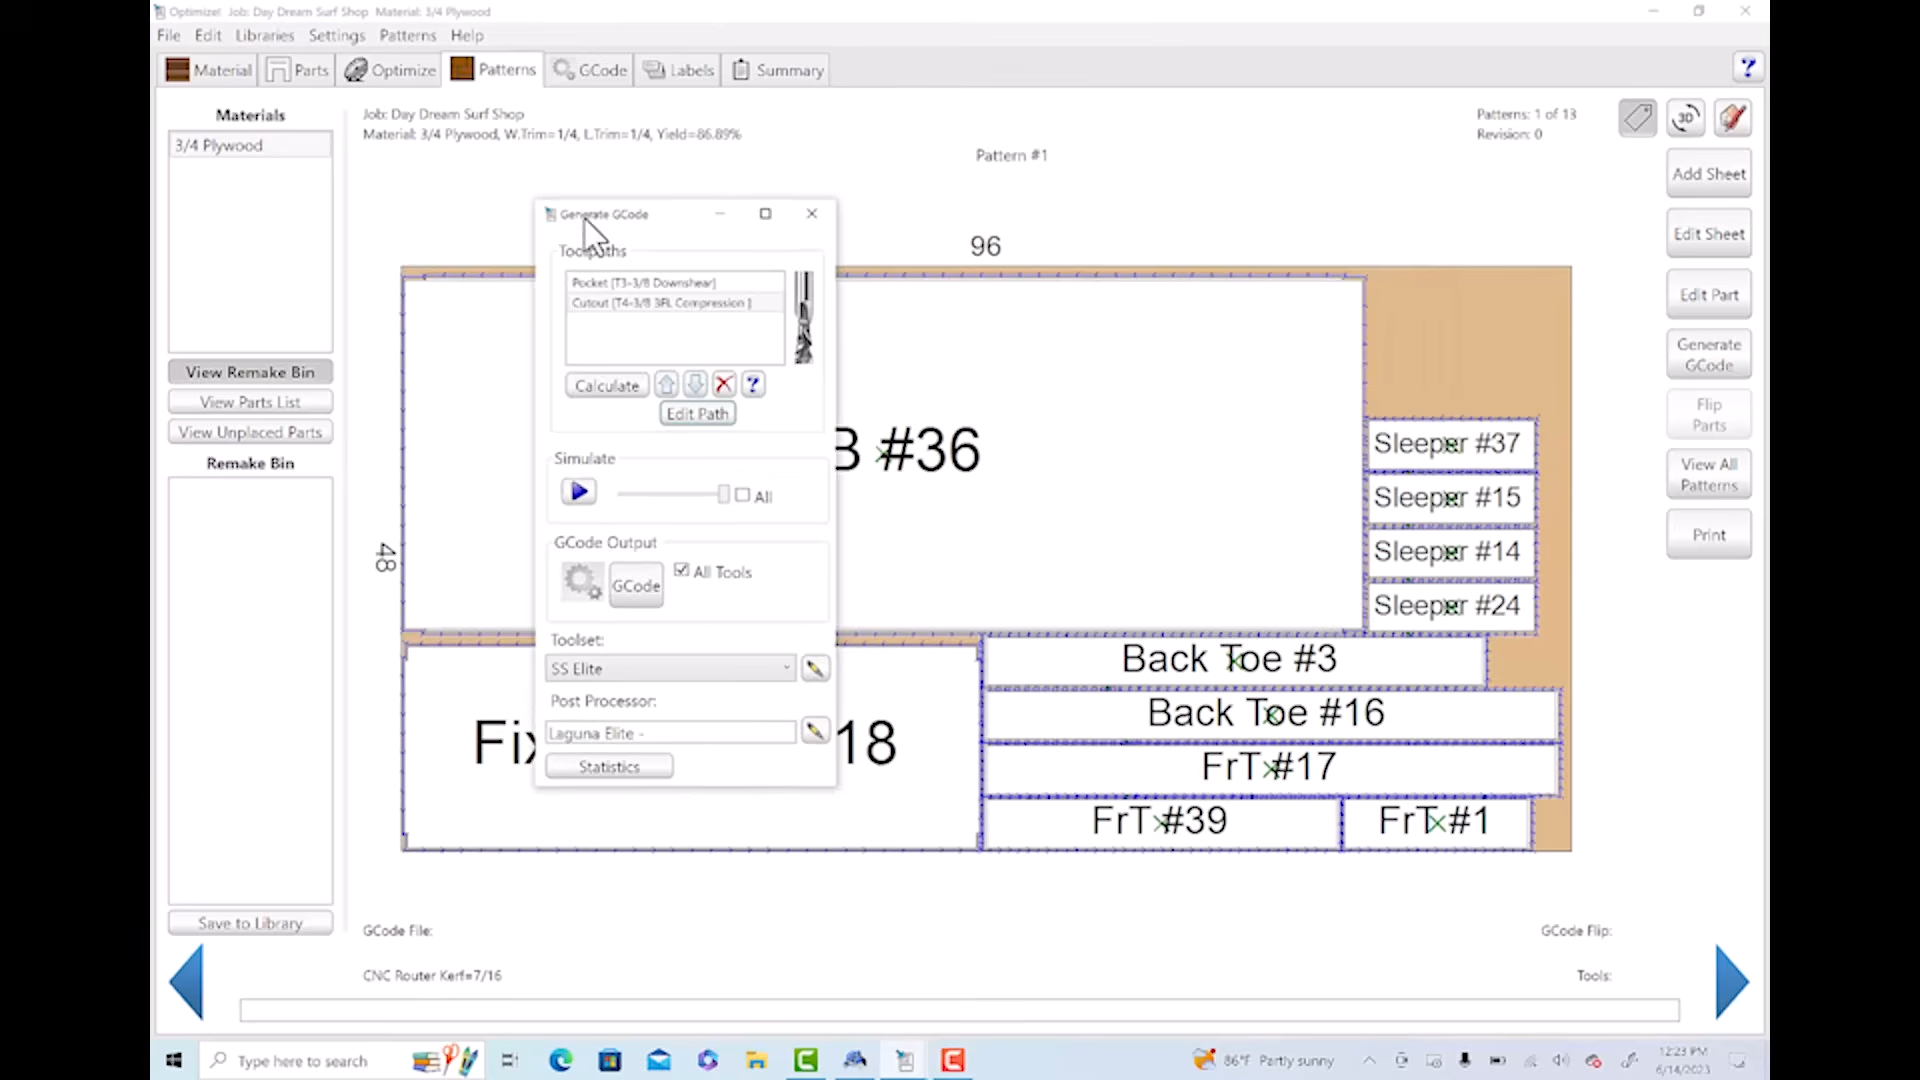 Optimize! Job: Day Dream Surf Shop Material: 3/4 Plywood
File Edit Libraries Settings Patterns Help
Material Parts Optimize Patterns GCode Labels Summary
Materials
3/4 Plywood
View Remake Bin
View Parts List
View Unplaced Parts
Remake Bin
Save to Library
Job: Day Dream Surf Shop
Material: 3/4 Plywood, W.Trim=1/4, L.Trim=1/4, Yield=86.89%
Patterns: 1 of 13
Revision: 0
Pattern #1
96
48
Generate GCode
Toolpaths
Pocket [T3-3/8 Downshear]
Cutout [T4-3/8 3FL Compression ]
Calculate
Edit Path
Simulate
All
GCode Output
GCode
All Tools
Toolset:
SS Elite
Post Processor:
Laguna Elite -
Statistics
B #36
Sleeper #37
Sleeper #15
Sleeper #14
Sleeper #24
Back Toe #3
Back Toe #16
FrT #17
FrT #39
FrT #1
Fix
18
3D
Add Sheet
Edit Sheet
Edit Part
Generate
GCode
Flip
Parts
View All
Patterns
Print
GCode File:
GCode Flip:
CNC Router Kerf=7/16
Tools:
Type here to search
86°F Partly sunny
12:23 PM
6/14/2023